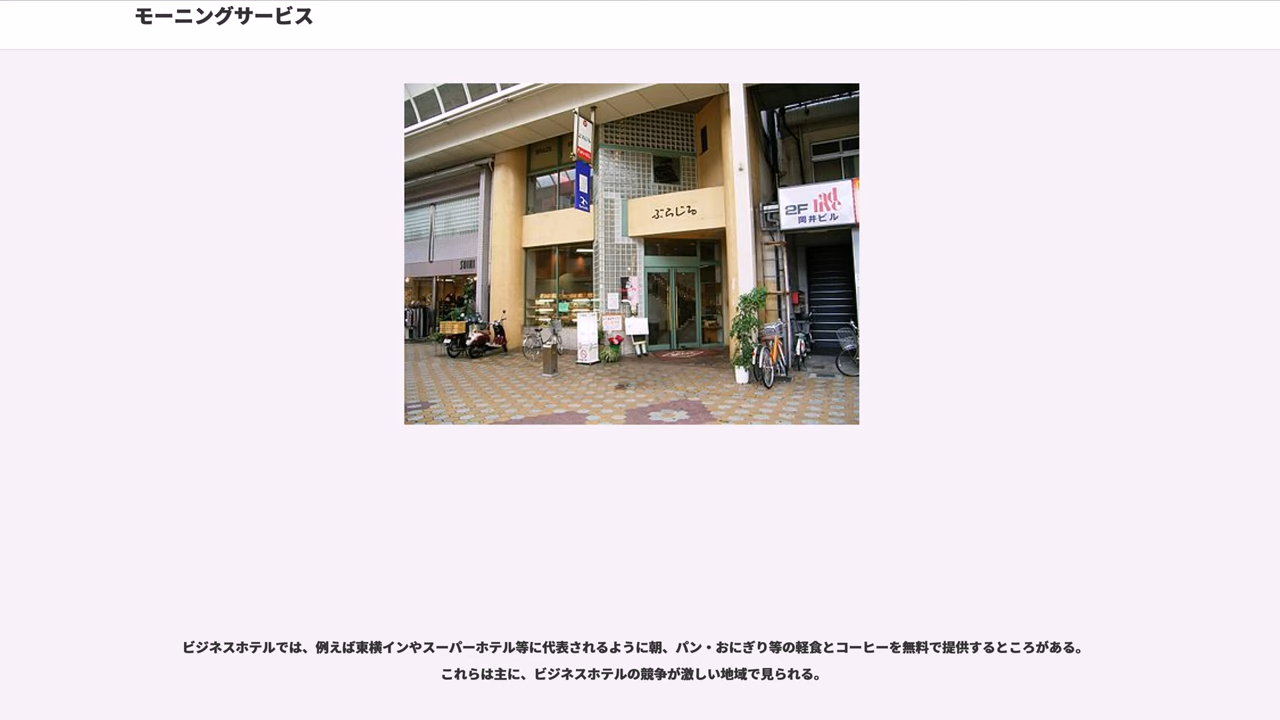 モーニングサービス
ぶらじる
2F ad live
岡井ビル
ビジネスホテルでは、例えば東横インやスーパーホテル等に代表されるように朝、パン・おにぎり等の軽食とコーヒーを無料で提供するところがある。
これらは主に、ビジネスホテルの競争が激しい地域で見られる。